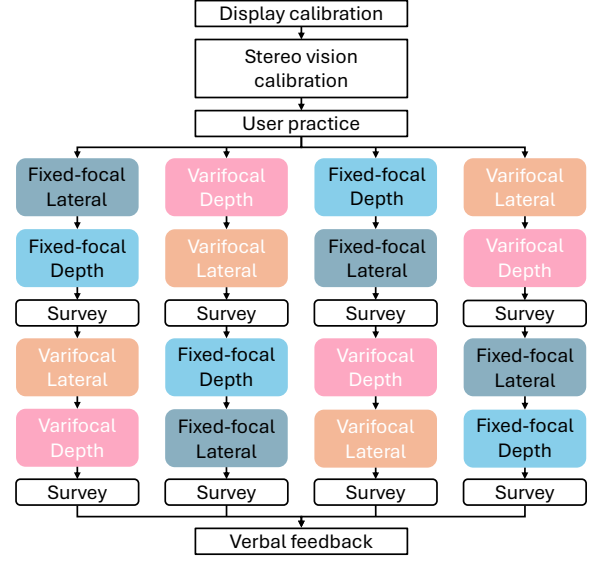 Display calibration
Stereo vision
calibration
User practice
Fixed-focal
Lateral
Fixed-focal
Depth
Survey
Varifocal
Lateral
Varifocal
Depth
Survey
Varifocal
Depth
Varifocal
Lateral
Survey
Fixed-focal
Depth
Fixed-focal
Lateral
Survey
Fixed-focal
Depth
Fixed-focal
Lateral
Survey
Varifocal
Depth
Varifocal
Lateral
Survey
Varifocal
Lateral
Varifocal
Depth
Survey
Fixed-focal
Lateral
Fixed-focal
Depth
Survey
Verbal feedback